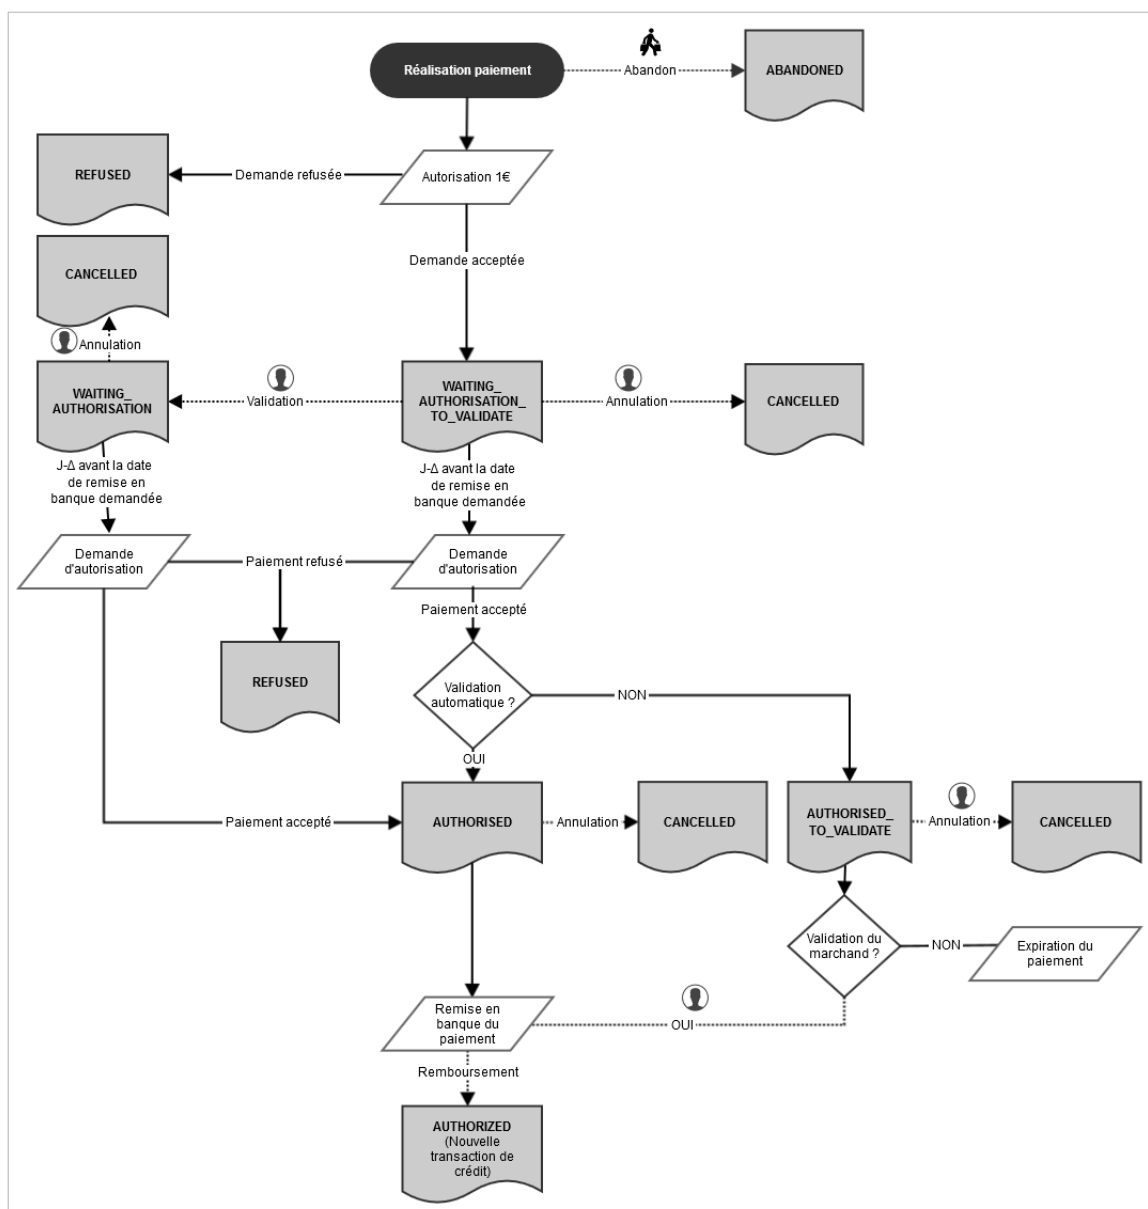 Réalisation paiement
Abandon
ABANDONED
REFUSED
Demande refusée
Autorisation 1€
CANCELLED
Demande acceptée
Annulation
WAITING_
AUTHORISATION
Validation
WAITING_
AUTHORISATION_
TO_VALIDATE
Annulation
CANCELLED
J-Δ avant la date
de remise en
banque demandée
J-Δ avant la date
de remise en
banque demandée
Demande
d'autorisation
Paiement refusé
Demande
d'autorisation
Paiement accepté
REFUSED
Validation
automatique ?
NON
OUI
Paiement accepté
AUTHORISED
Annulation
CANCELLED
AUTHORISED_
TO_VALIDATE
Annulation
CANCELLED
Validation du
marchand ?
NON
Expiration du
paiement
Remise en
banque du
paiement
OUI
Remboursement
AUTHORIZED
(Nouvelle
transaction de
crédit)